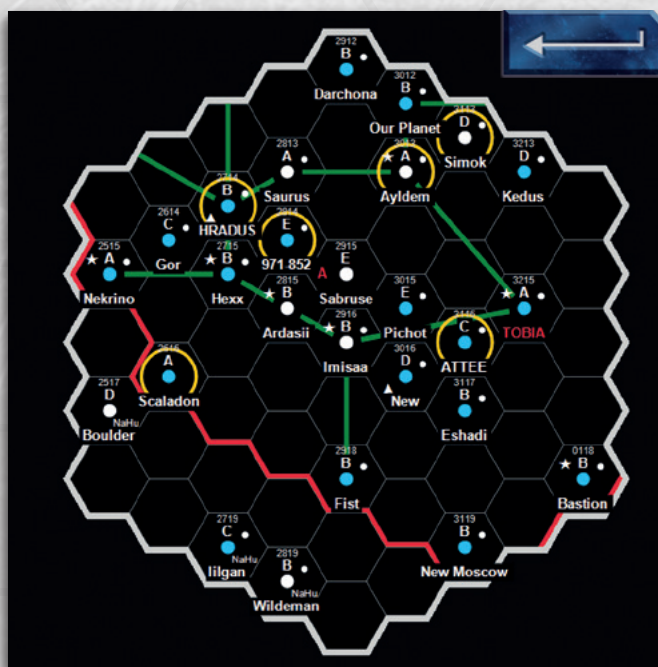 2912
B
Darchona
3012
B
Our Planet
D
Simok
2813
A
Saurus
A
Ayldem
3213
D
Kedus
B
HRADUS
2614
C
Gor
E
971 852
2515
A
Nekrino
2715
B
Hexx
2915
E
A
Sabruse
2815
B
Ardasii
3015
E
Pichot
3215
A
TOBIA
2916
B
Imisaa
C
ATTEE
A
Scaladon
3016
D
New
2517
D
NaHu
Boulder
3117
B
Eshadi
2918
B
Fist
0118
B
Bastion
2719
C
NaHu
Iilgan
2819
B
NaHu
Wildeman
3119
B
New Moscow